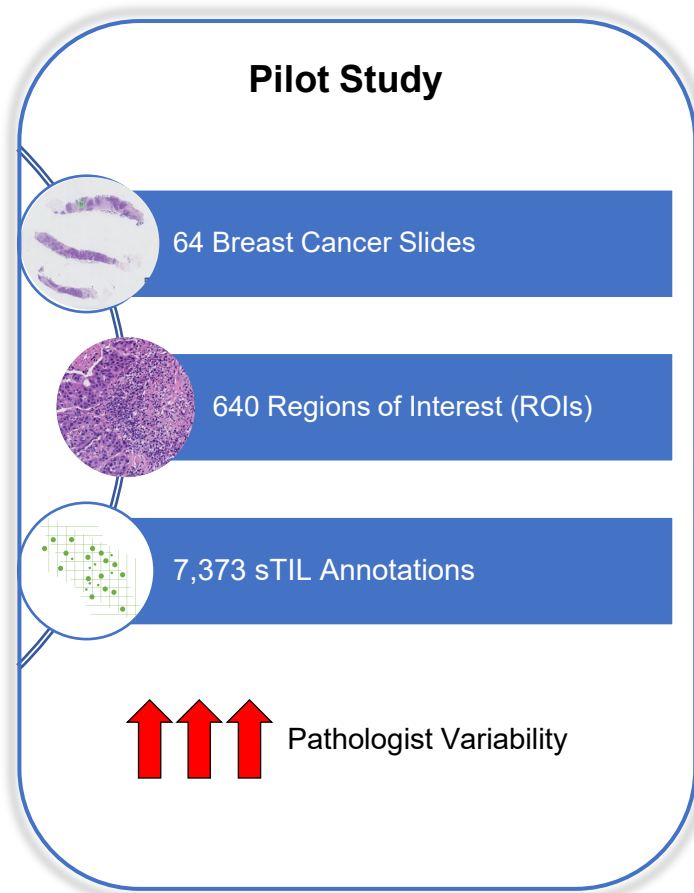 Pilot Study
64 Breast Cancer Slides
640 Regions of Interest (ROIs)
7,373 sTIL Annotations
Pathologist Variability